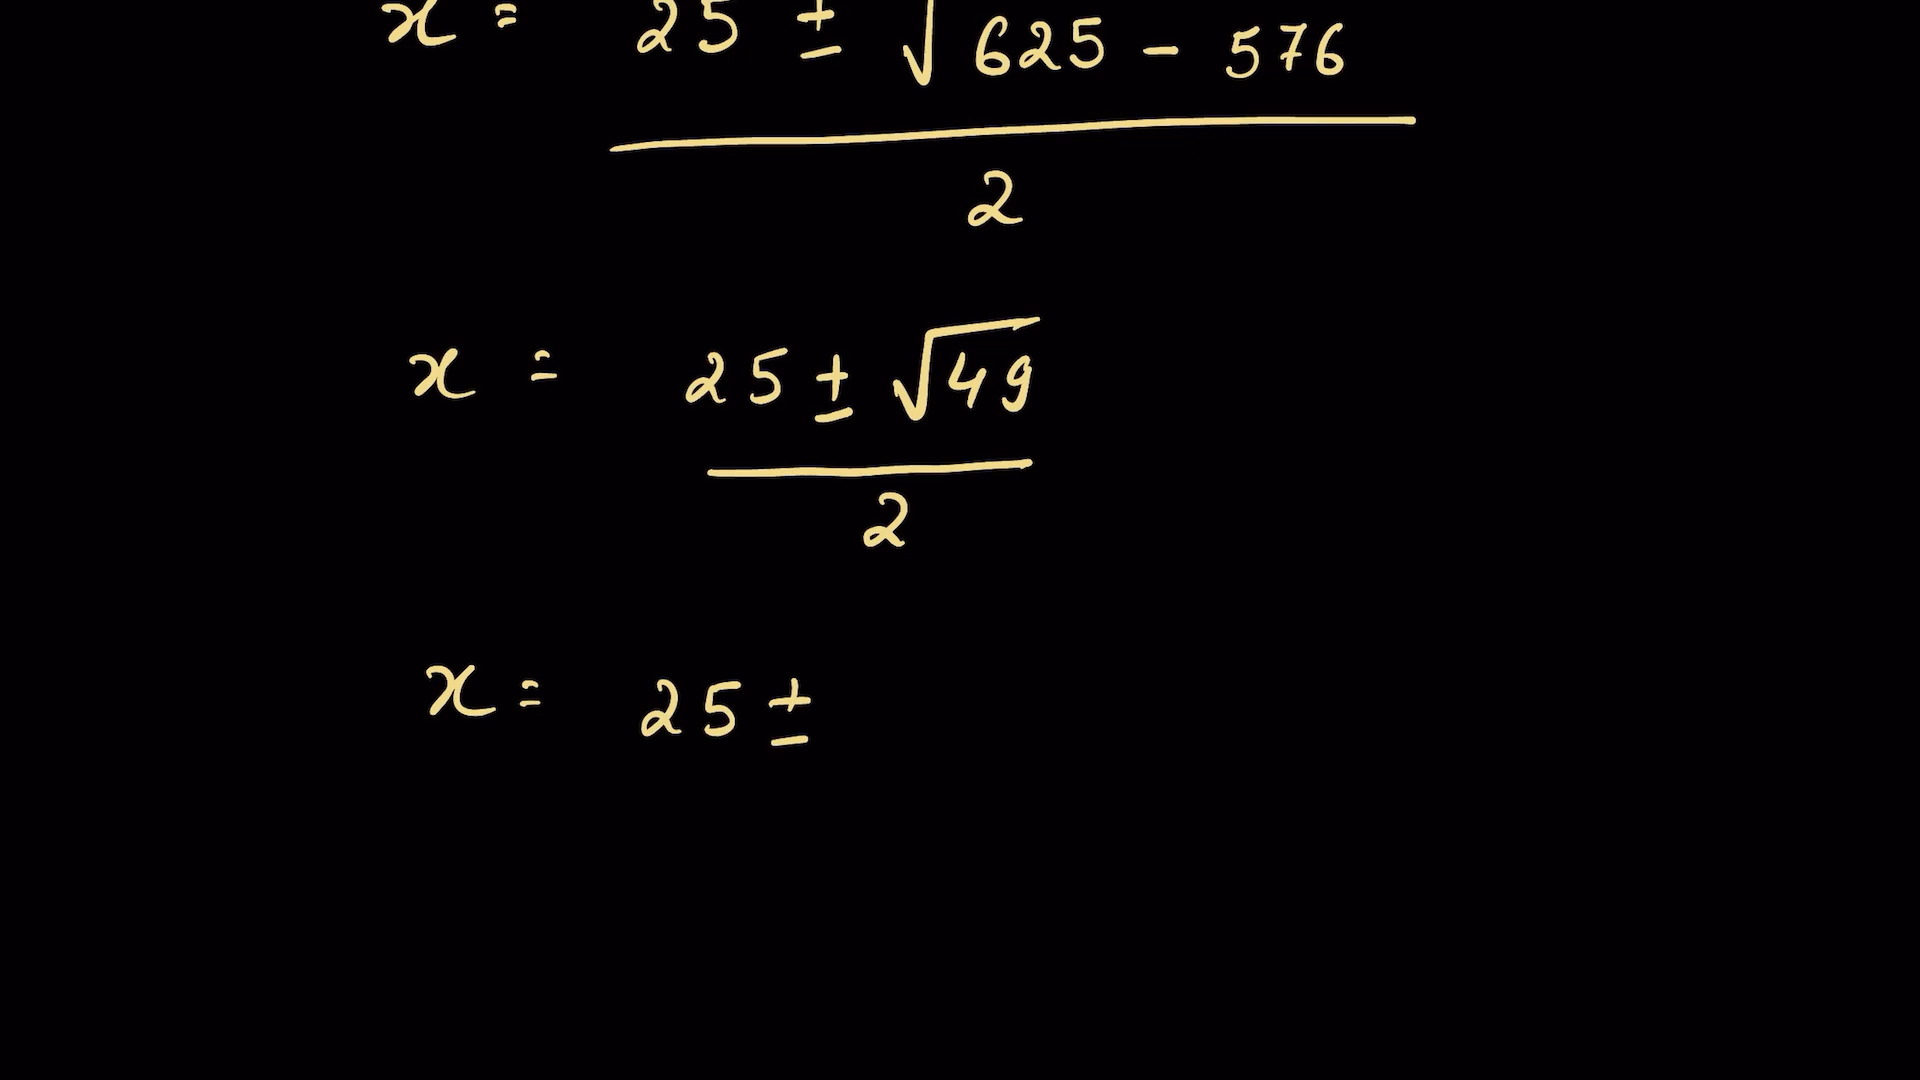 x = 25 ± √625 - 576
2
x = 25 ± √49
2
x = 25 ±